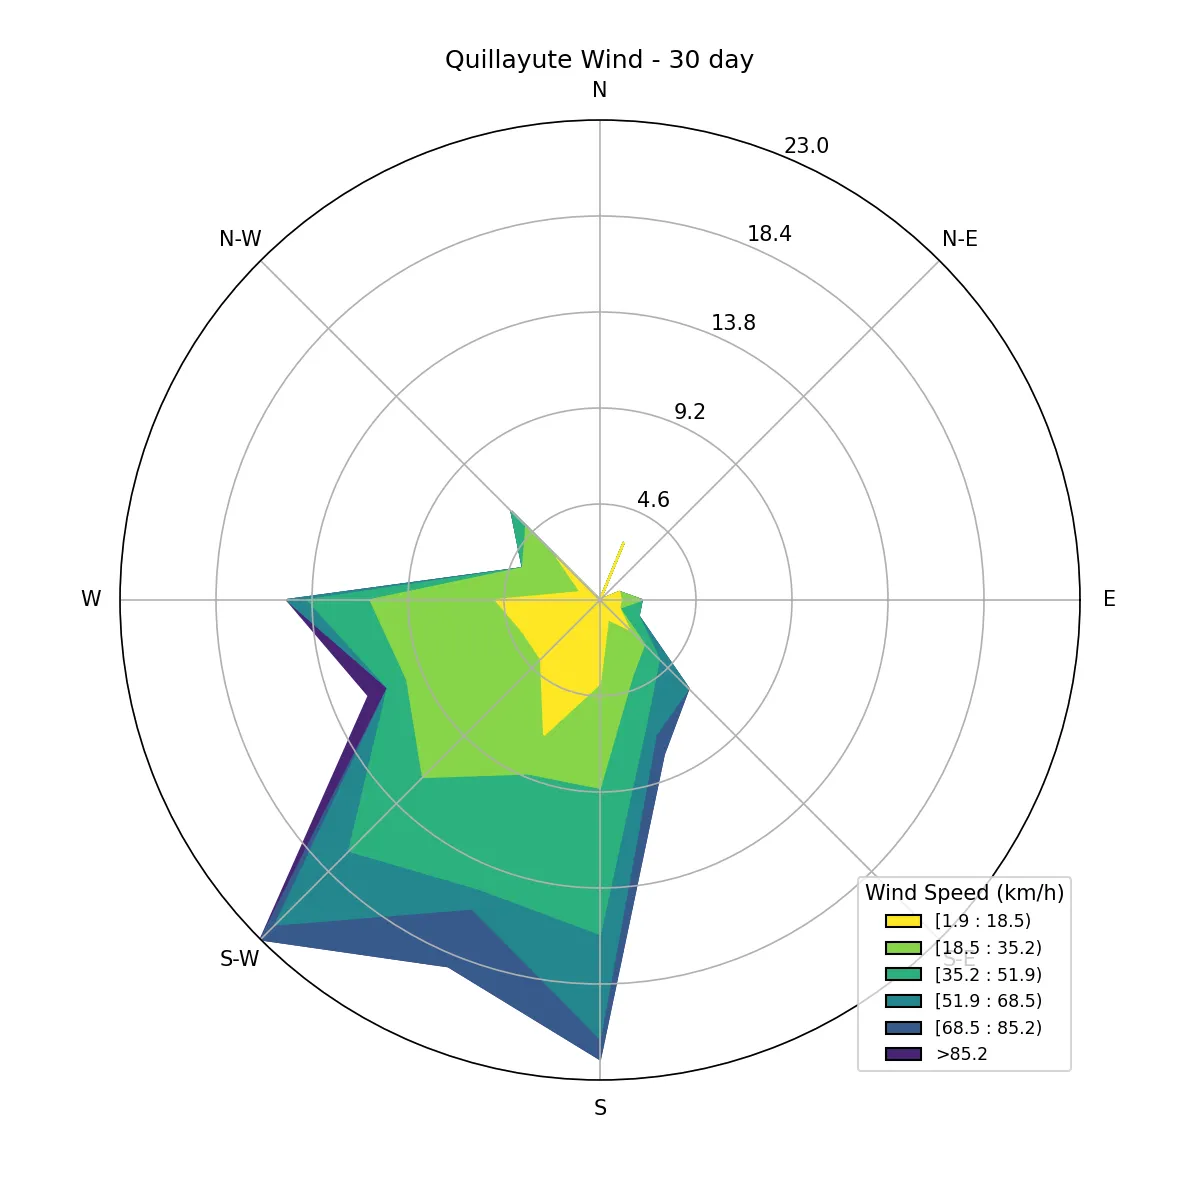 Quillayute Wind - 30 day
N
23.0
18.4
N-W
N-E
13.8
9.2
4.6
W
E
Wind Speed (km/h)
[1.9 : 18.5)
[18.5 : 35.2)
S-W
S-E
[35.2 : 51.9)
[51.9 : 68.5)
[68.5 : 85.2)
>85.2
S